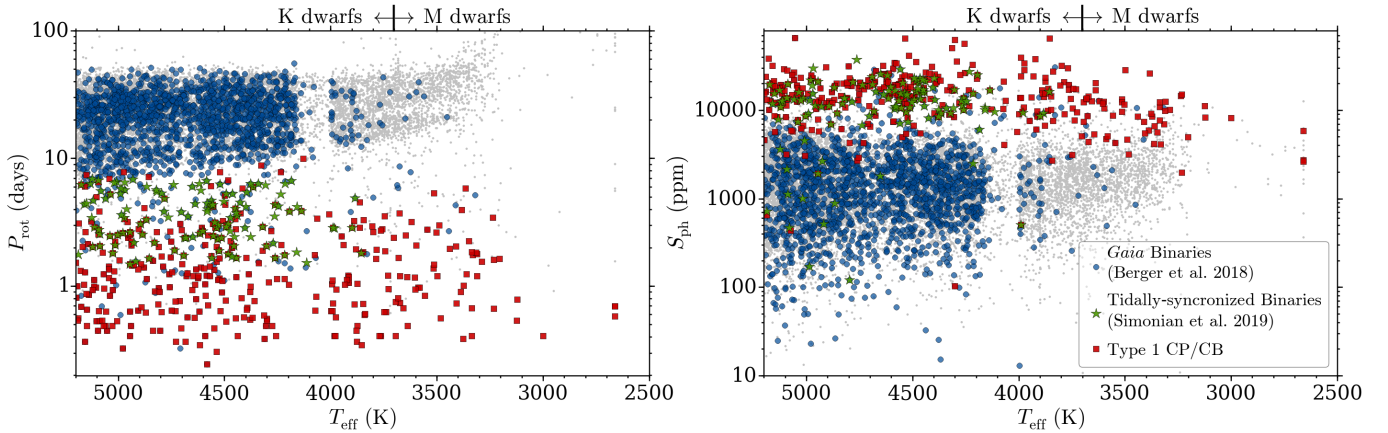 K dwarfs M dwarfs
100
10
1
P_rot (days)
5000 4500 4000 3500 3000 2500
T_eff (K)
K dwarfs M dwarfs
10000
1000
100
10
S_ph (ppm)
5000 4500 4000 3500 3000 2500
T_eff (K)
Gaia Binaries
(Berger et al. 2018)
Tidally-syncronized Binaries
(Simonian et al. 2019)
Type 1 CP/CB